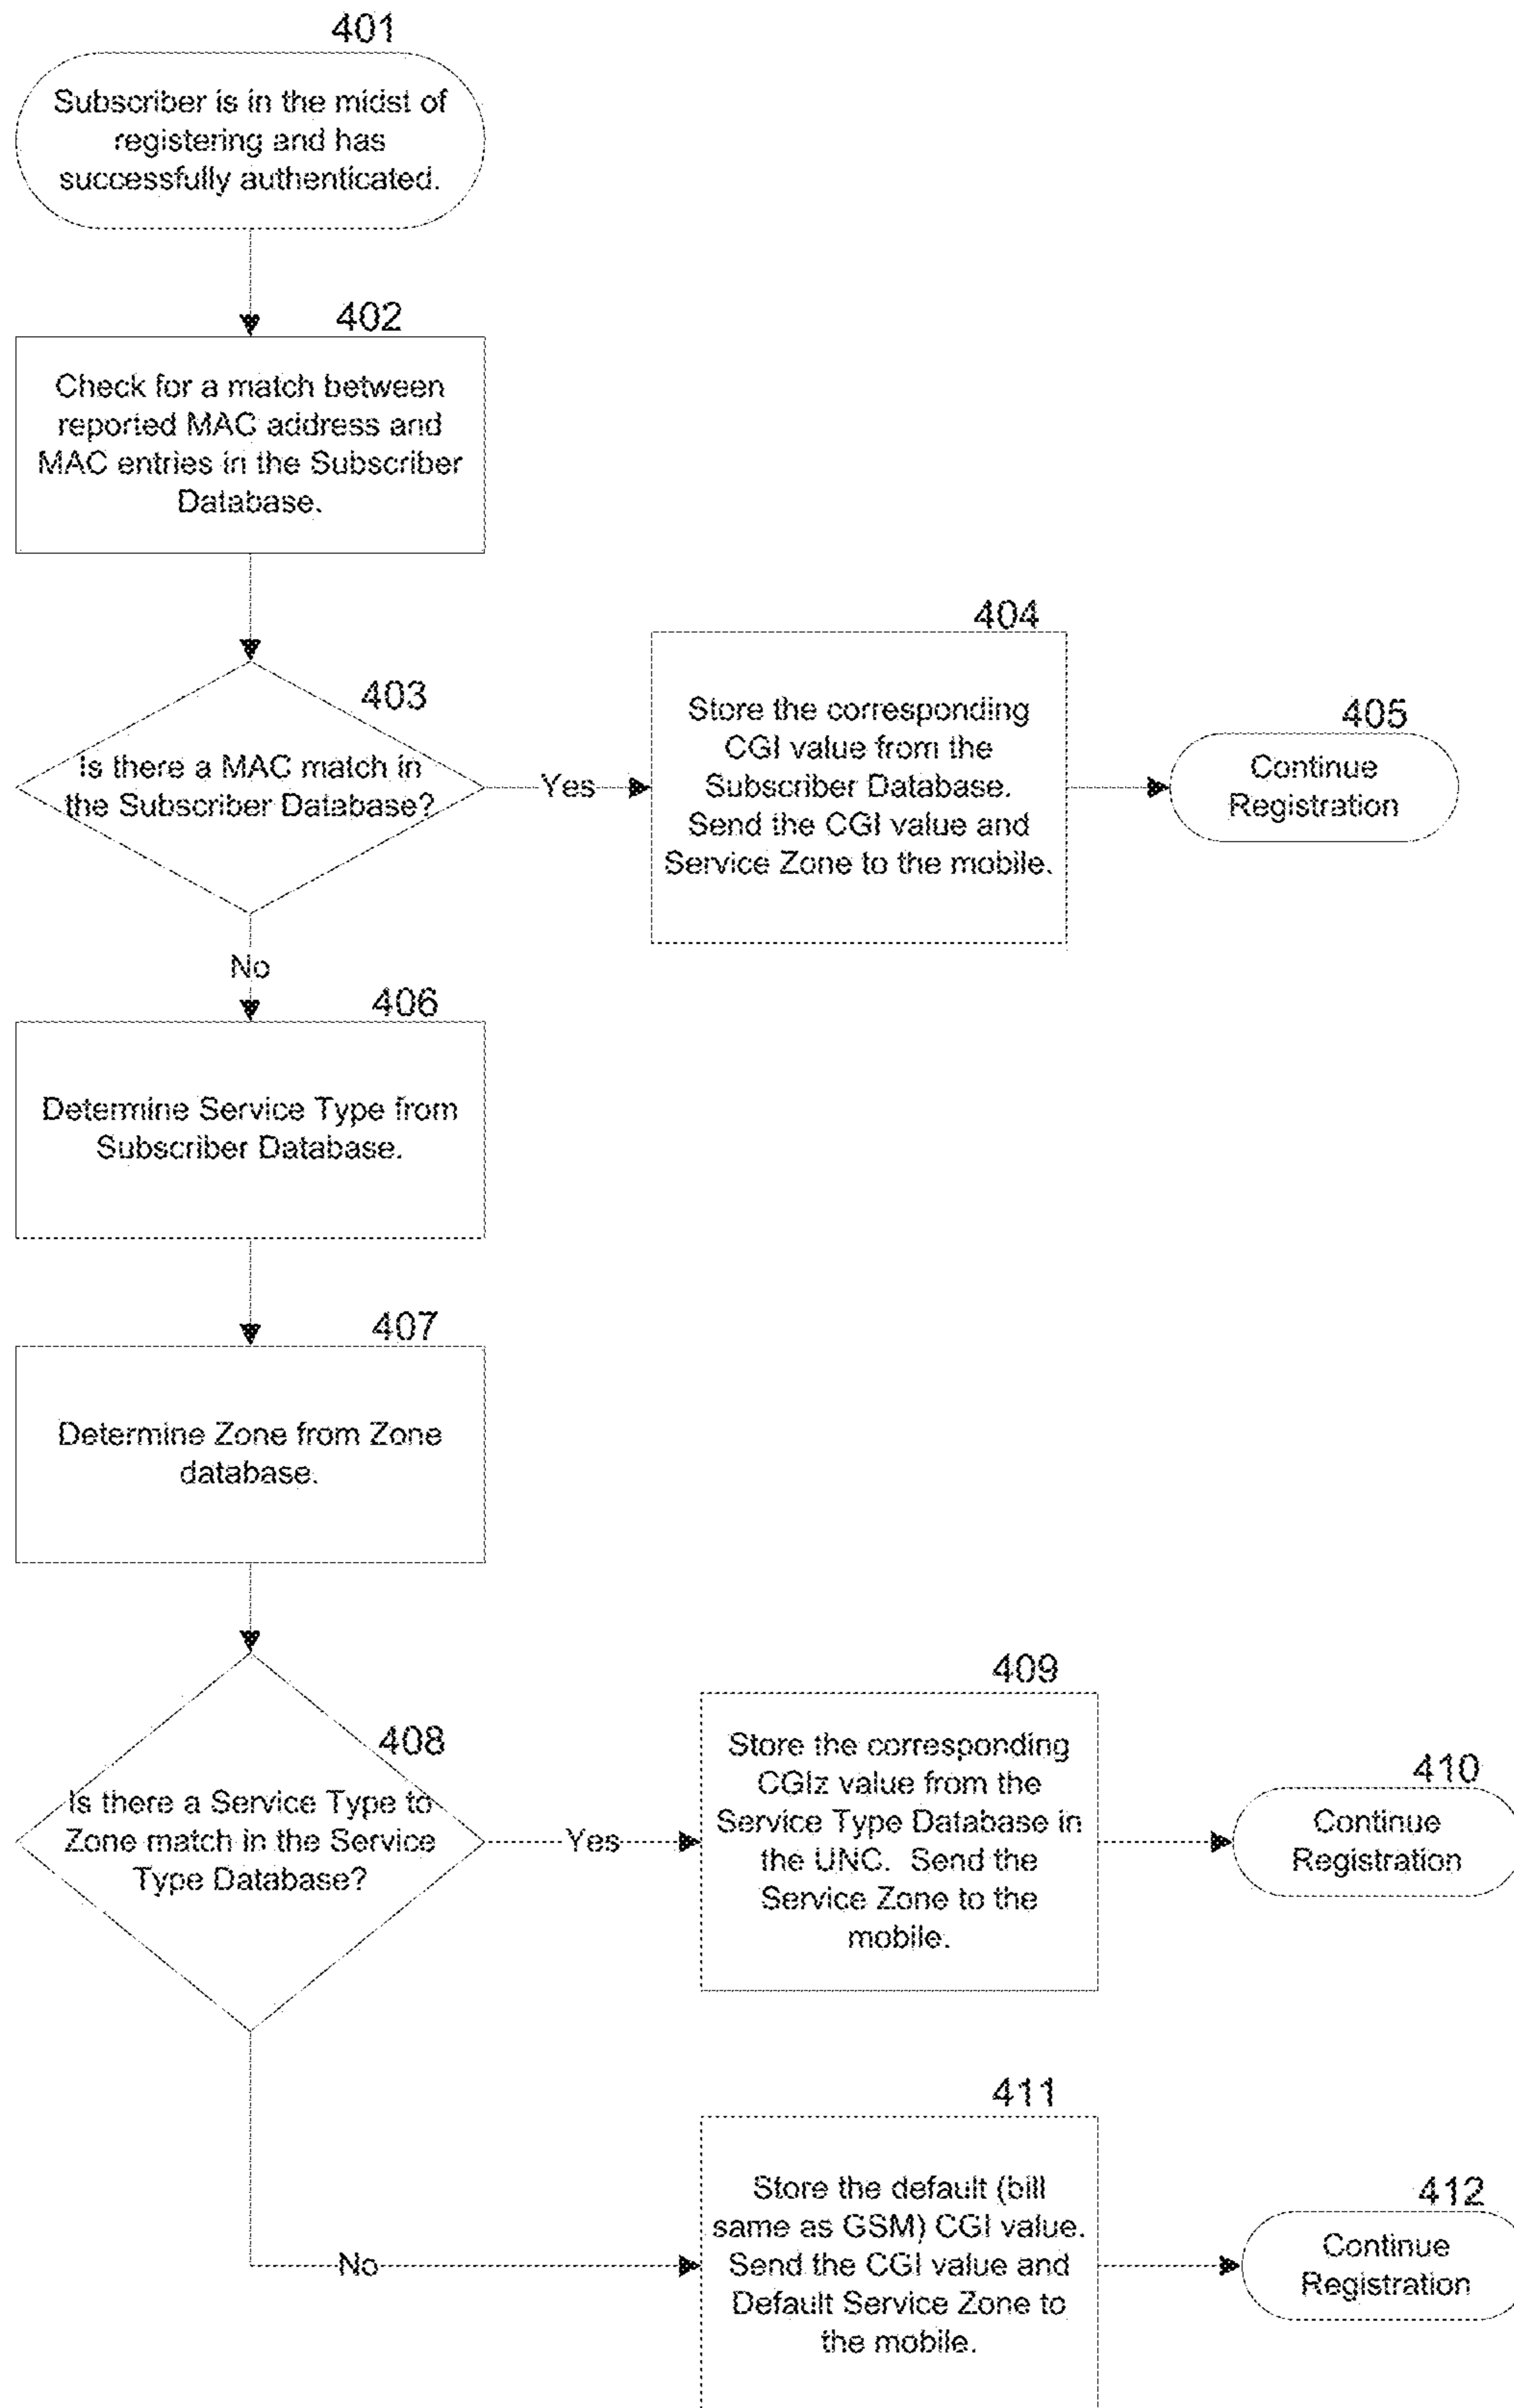 401
Subscriber is in the midst of
registering and has
successfully authenticated.
402
Check for a match between
reported MAC address and
MAC entries in the Subscriber
Database.
403
Is there a MAC match in
the Subscriber Database?
Yes
404
Store the corresponding
CGI value from the
Subscriber Database.
Send the CGI value and
Service Zone to the mobile.
405
Continue
Registration
No
406
Determine Service Type from
Subscriber Database.
407
Determine Zone from Zone
database.
408
Is there a Service Type to
Zone match in the Service
Type Database?
Yes
409
Store the corresponding
CGIz value from the
Service Type Database in
the UNC. Send the
Service Zone to the
mobile.
410
Continue
Registration
No
411
Store the default (bill
same as GSM) CGI value.
Send the CGI value and
Default Service Zone to
the mobile.
412
Continue
Registration